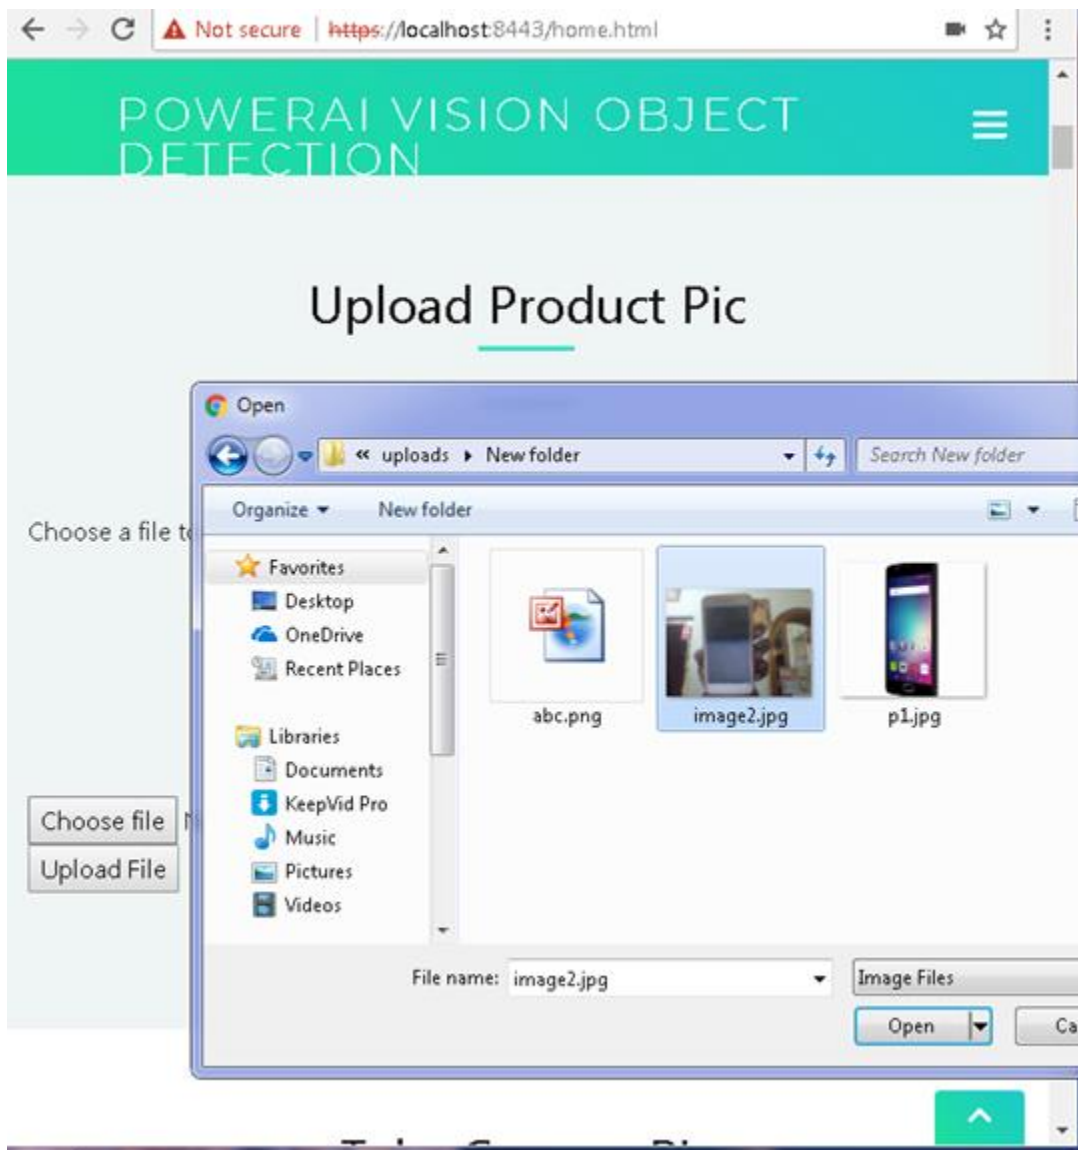 Not secure | https://localhost:8443/home.html
POWERAI VISION OBJECT
DETECTION
Upload Product Pic
Open
« uploads New folder
Search New folder
Organize New folder
Choose a file to
Favorites
Desktop
OneDrive
Recent Places
Libraries
Documents
KeepVid Pro
Music
Pictures
Videos
abc.png image2.jpg p1.jpg
Choose file
Upload File
File name: image2.jpg
Image Files
Open Ca